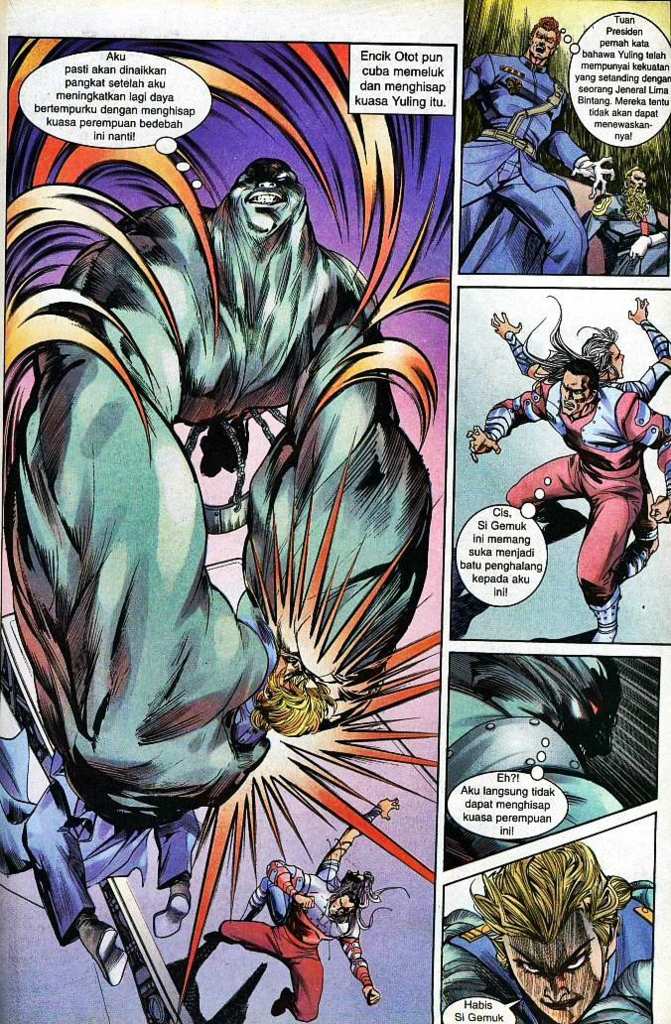 Aku
pasti akan dinaikkan
pangkat setelah aku
meningkatkan lagi daya
bertempurku dengan menghisap
kuasa perempuan bedebah
ini nanti!
Encik Otot pun
cuba memeluk
dan menghisap
kuasa Yuling itu.
Tuan
Presiden
pernah kata
bahawa Yuling telah
mempunyai kekuatan
yang setanding dengan
seorang Jeneral Lima
Bintang. Mereka tentu
tidak akan dapat
menewaskan-
nya!
Cis,
Si Gemuk
ini memang
suka menjadi
batu penghalang
kepada aku
ini!
Eh?!
Aku langsung tidak
dapat menghisap
kuasa perempuan
ini!
Habis
Si Gemuk